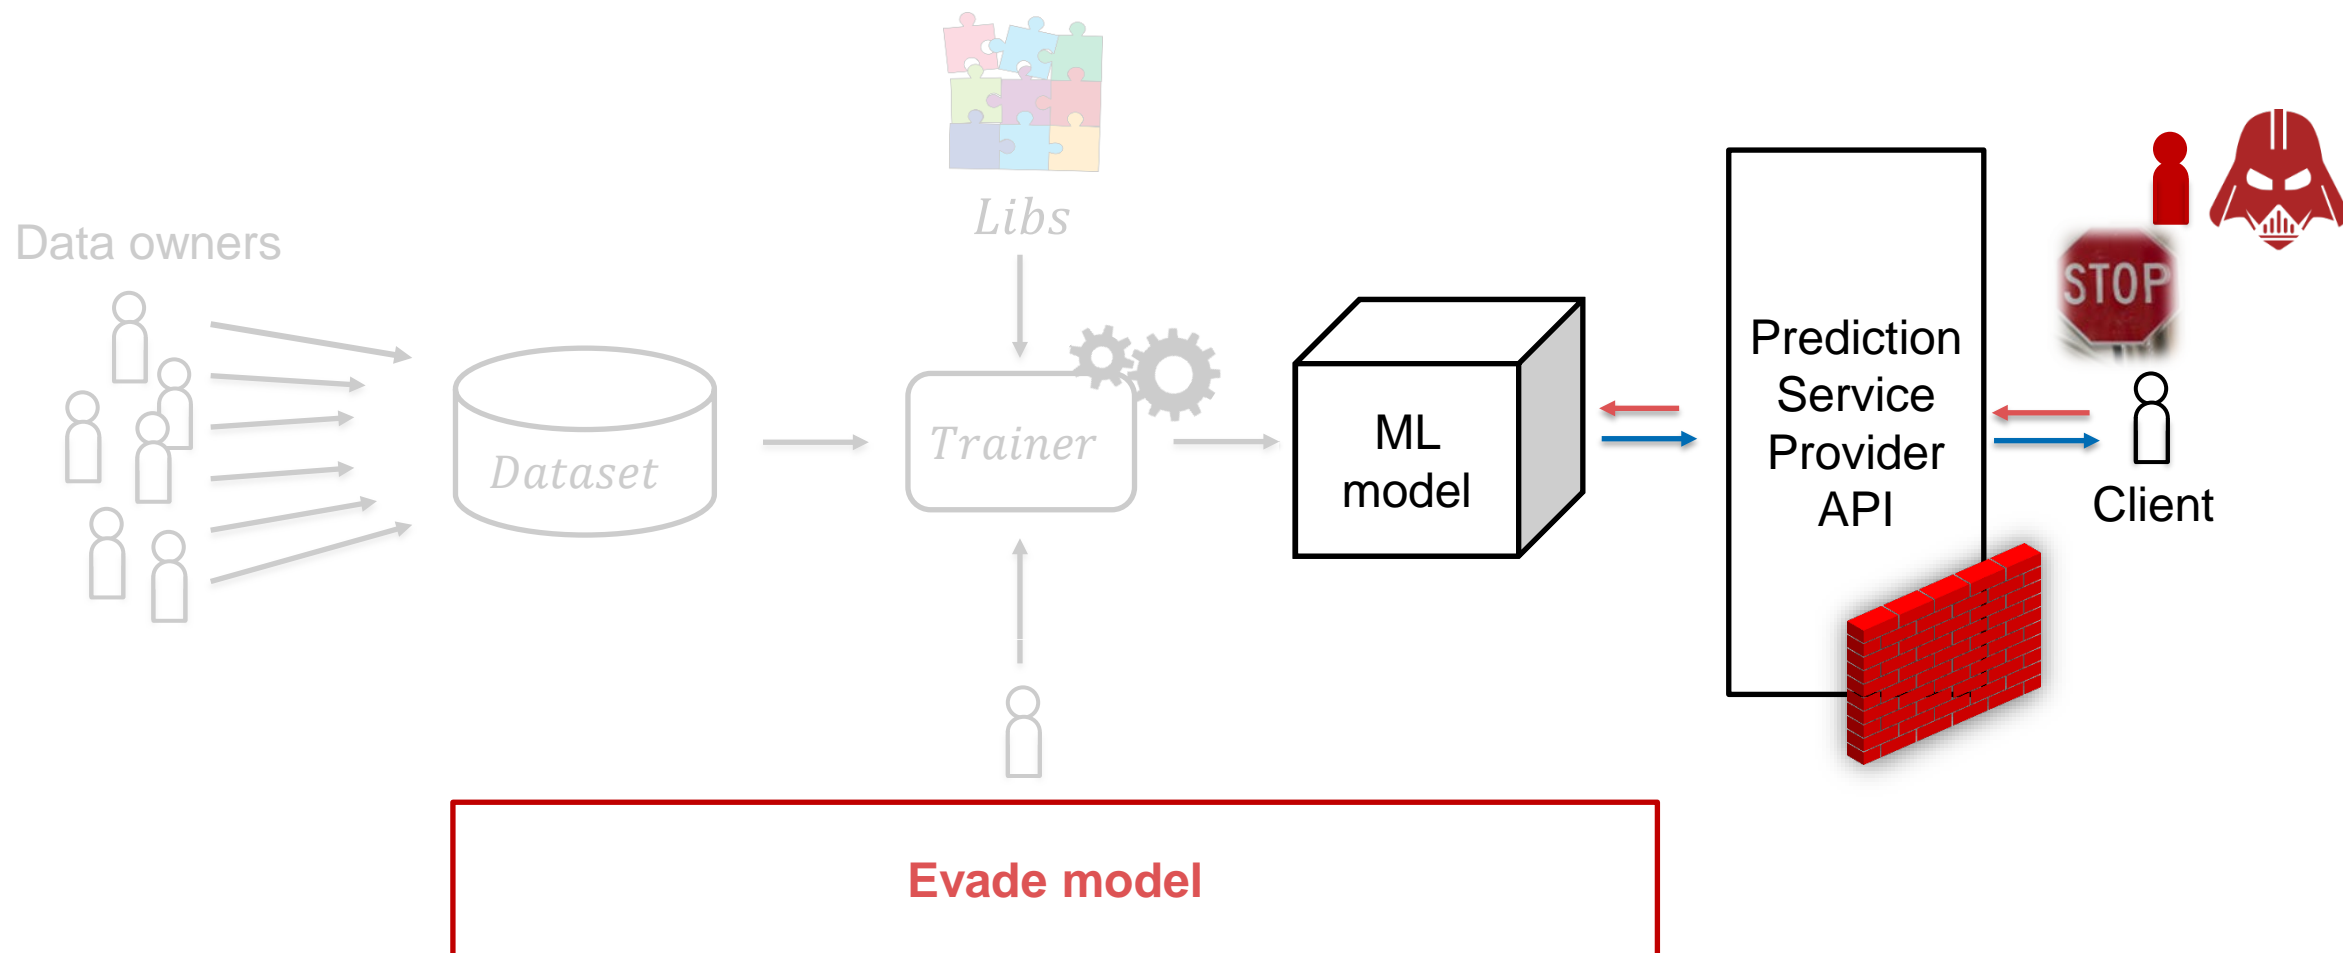 Libs
Data owners
STOP
Dataset
Trainer
ML
model
Prediction
Service
Provider
API
Client
Evade model